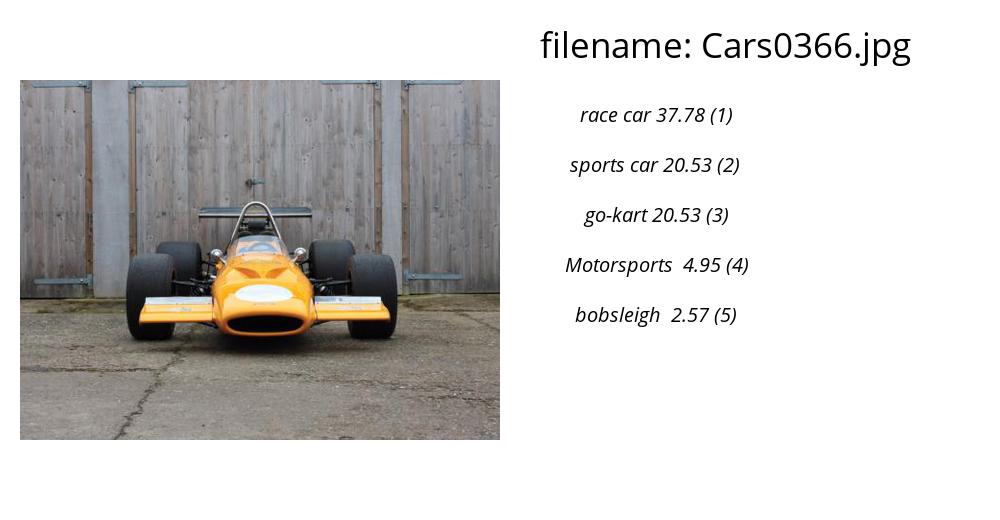 filename: Cars0366.jpg
race car 37.78 (1)
sports car 20.53 (2)
go-kart 20.53 (3)
Motorsports  4.95 (4)
bobsleigh  2.57 (5)